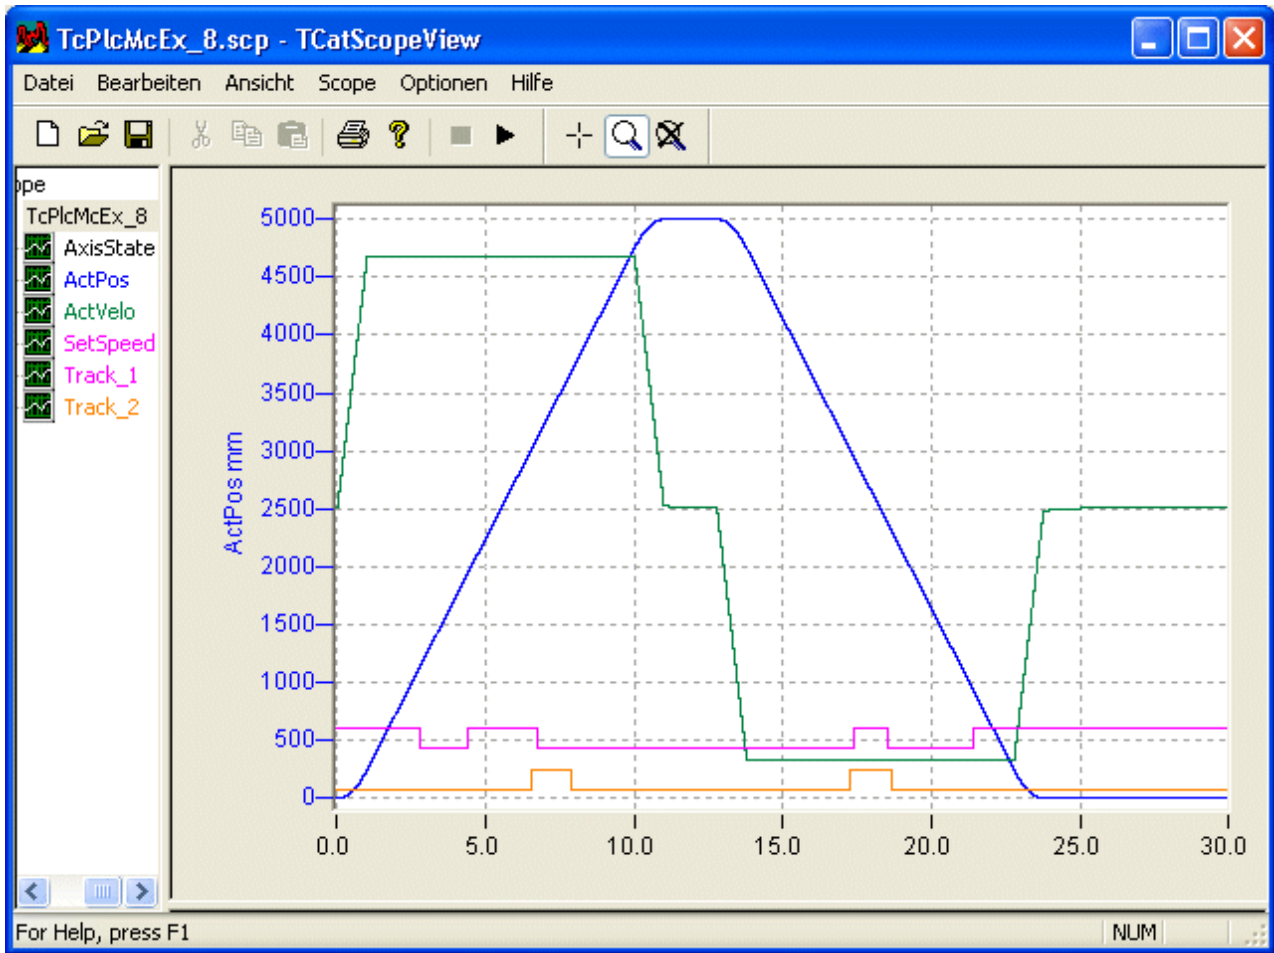 TcPlcMcEx_8.scp - TCatScopeView
Datei Bearbeiten Ansicht Scope Optionen Hilfe
ope
TcPlcMcEx_8
AxisState
ActPos
ActVelo
SetSpeed
Track_1
Track_2
5000
4500
4000
3500
3000
2500
2000
1500
1000
500
0
ActPos mm
0.0 5.0 10.0 15.0 20.0 25.0 30.0
For Help, press F1 NUM